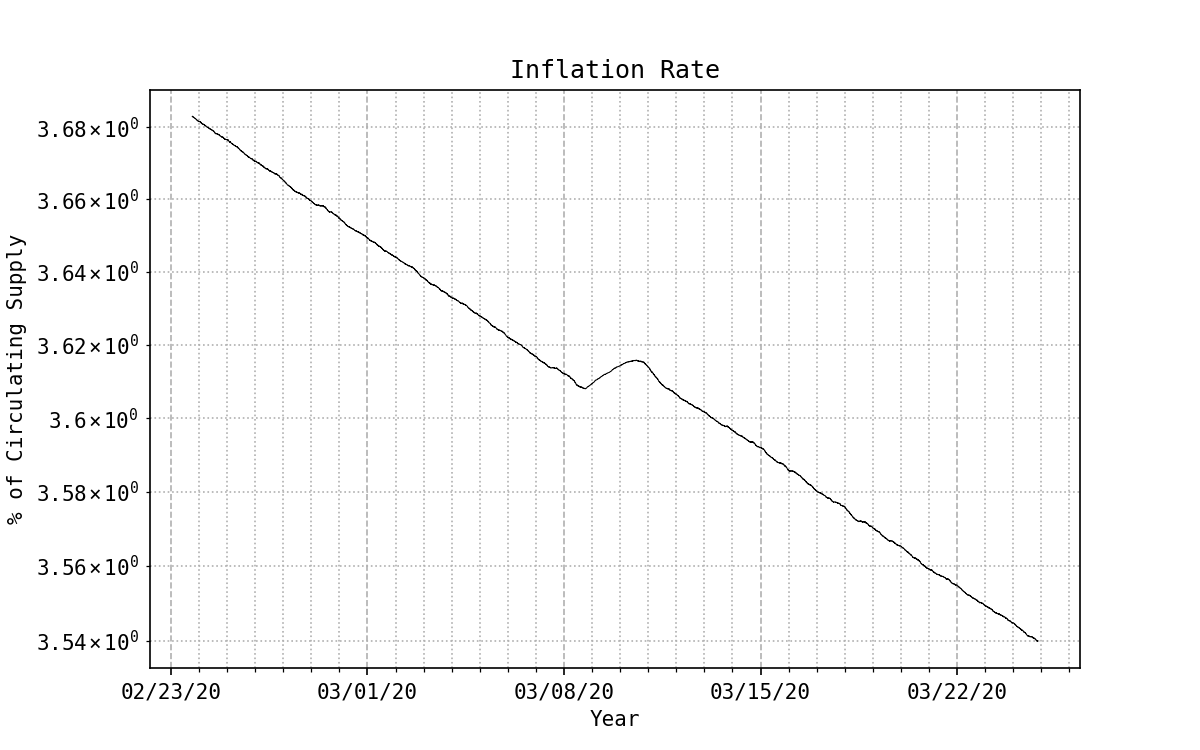 Inflation Rate
% of Circulating Supply
3.68×10⁰
3.66×10⁰
3.64×10⁰
3.62×10⁰
3.6×10⁰
3.58×10⁰
3.56×10⁰
3.54×10⁰
02/23/20 03/01/20 03/08/20 03/15/20 03/22/20
Year